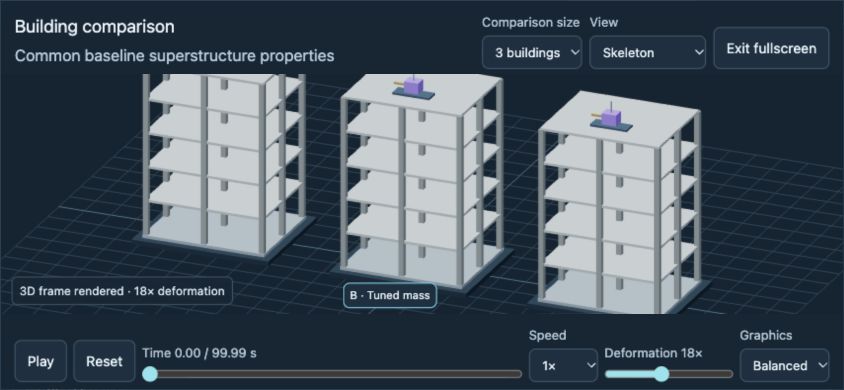 Building comparison
Common baseline superstructure properties
Comparison size
View
3 buildings
Skeleton
Exit fullscreen
3D frame rendered · 18× deformation
B · Tuned mass
Play
Reset
Time 0.00 / 99.99 s
Speed
1×
Deformation 18×
Graphics
Balanced